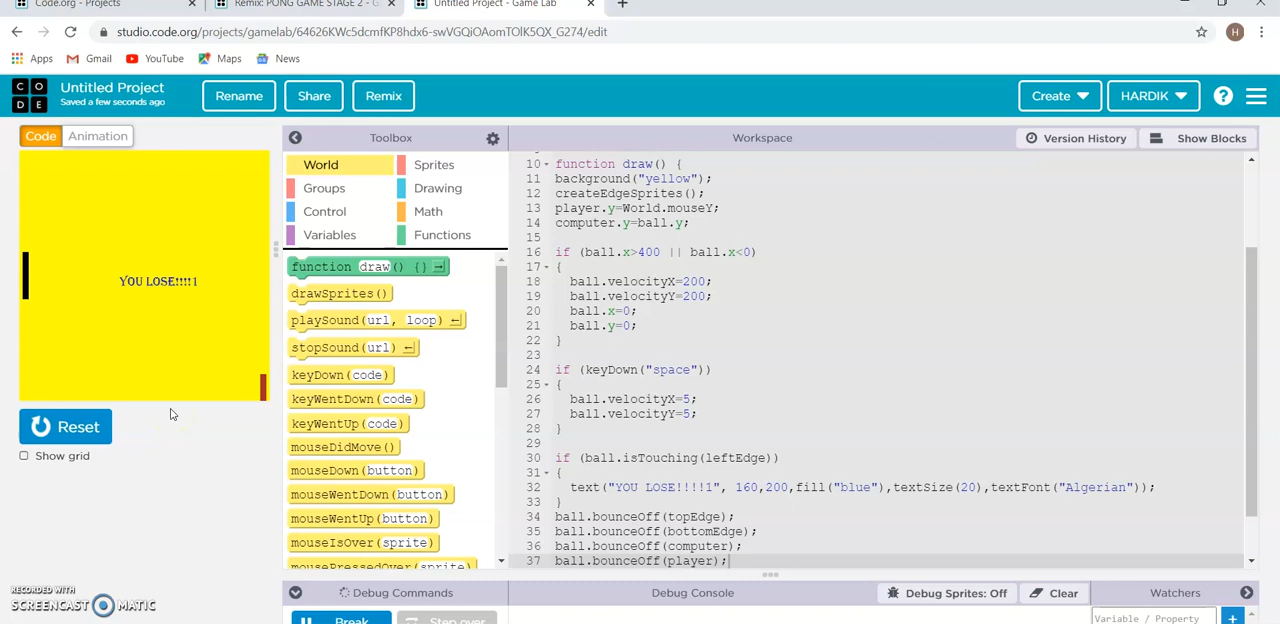 Code.org - Projects
Remix: PONG GAME STAGE 2 - G
Untitled Project - Game Lab
studio.code.org/projects/gamelab/64626KWc5dcmfKP8hdx6-swVGQiOAomTOlK5QX_G274/edit
H
Apps Gmail YouTube Maps News
C O D E
Untitled Project
Saved a few seconds ago
Rename Share Remix Create HARDIK ?
Code Animation
Toolbox
Workspace
Version History Show Blocks
World Sprites
Groups Drawing
Control Math
Variables Functions
function draw() {}
drawSprites()
playSound(url, loop)
stopSound(url)
keyDown(code)
keyWentDown(code)
keyWentUp(code)
mouseDidMove()
mouseDown(button)
mouseWentDown(button)
mouseWentUp(button)
mouseIsOver(sprite)
mousePressedOver(sprite)
YOU LOSE!!!!1
Reset
Show grid
10 function draw() {
11 background("yellow");
12 createEdgeSprites();
13 player.y=World.mouseY;
14 computer.y=ball.y;
15
16 if (ball.x>400 || ball.x<0)
17 {
18 ball.velocityX=200;
19 ball.velocityY=200;
20 ball.x=0;
21 ball.y=0;
22 }
23
24 if (keyDown("space"))
25 {
26 ball.velocityX=5;
27 ball.velocityY=5;
28 }
29
30 if (ball.isTouching(leftEdge))
31 {
32 text("YOU LOSE!!!!1", 160,200,fill("blue"),textSize(20),textFont("Algerian"));
33 }
34 ball.bounceOff(topEdge);
35 ball.bounceOff(bottomEdge);
36 ball.bounceOff(computer);
37 ball.bounceOff(player);
Debug Commands
Debug Console
Debug Sprites: Off
Clear
Watchers
Break
Step over
Variable / Property
RECORDED WITH
SCREENCAST MATIC